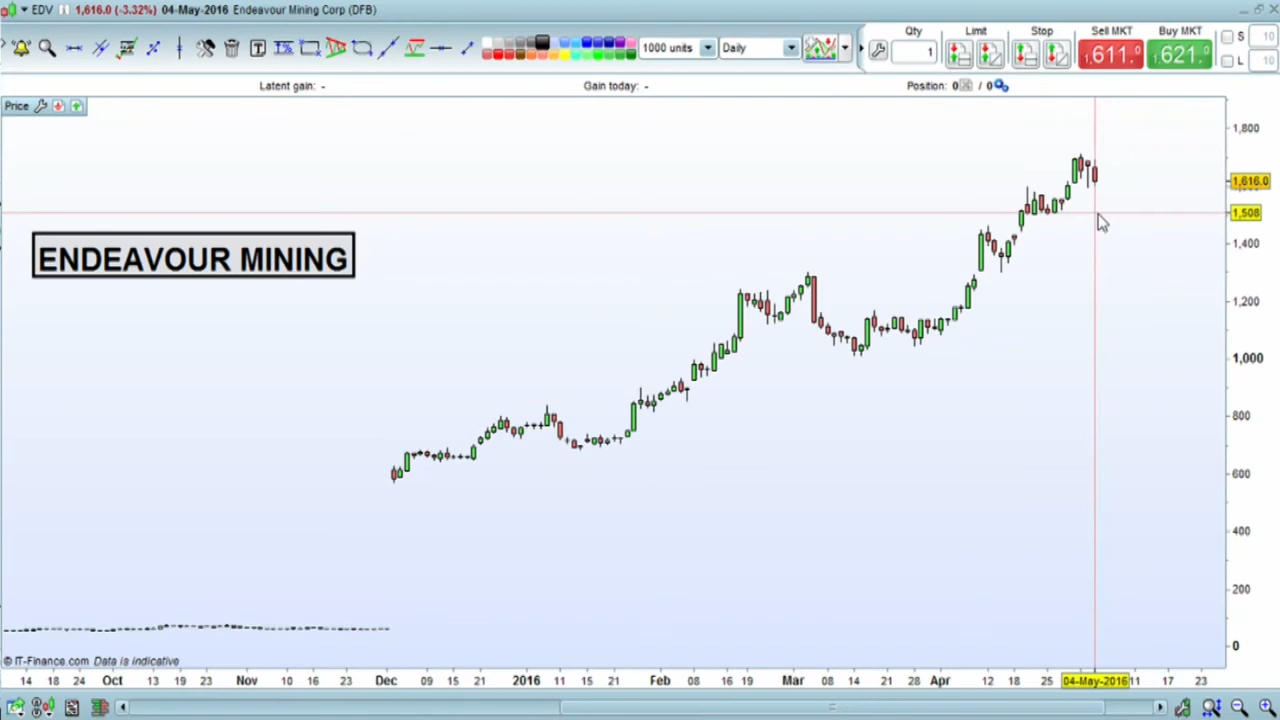 EDV 1,616.0 (-3.32%) 04-May-2016 Endeavour Mining Corp (DFB)
1000 units Daily Qty 1 Limit Stop Sell MKT 1,611.0 Buy MKT 1,621.0 S 10 L 10
Latent gain: - Gain today: - Position: 0 / 0
Price
1,800
1,616.0
1,508
1,400
1,200
1,000
800
600
400
200
0
ENDEAVOUR MINING
© IT-Finance.com Data is indicative
14 18 24 Oct 13 19 23 Nov 10 16 23 Dec 09 15 21 2016 11 15 21 Feb 08 16 19 Mar 08 14 21 28 Apr 12 18 25 04-May-2016 11 17 23